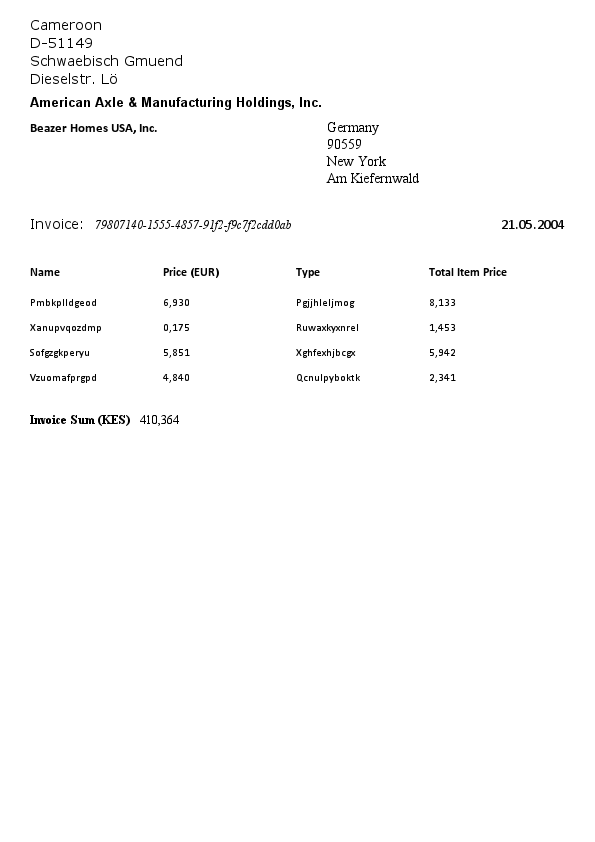 Cameroon
D-51149
Schwaebisch Gmuend
Dieselstr. Lö
American Axle & Manufacturing Holdings, Inc.
Beazer Homes USA, Inc.
Germany
90559
New York
Am Kiefernwald
Invoice: 79807140-1555-4857-91f2-f9c7f2cdd0ab 21.05.2004
Name Price (EUR) Type Total Item Price
Pmbkplldgeod 6,930 Pgjjhleljmog 8,133
Xanupvqozdmp 0,175 Ruwaxkyxnrel 1,453
Sofgzgkperyu 5,851 Xghfexhjbcgx 5,942
Vzuomafprgpd 4,840 Qcnulpyboktk 2,341
Invoice Sum (KES) 410,364